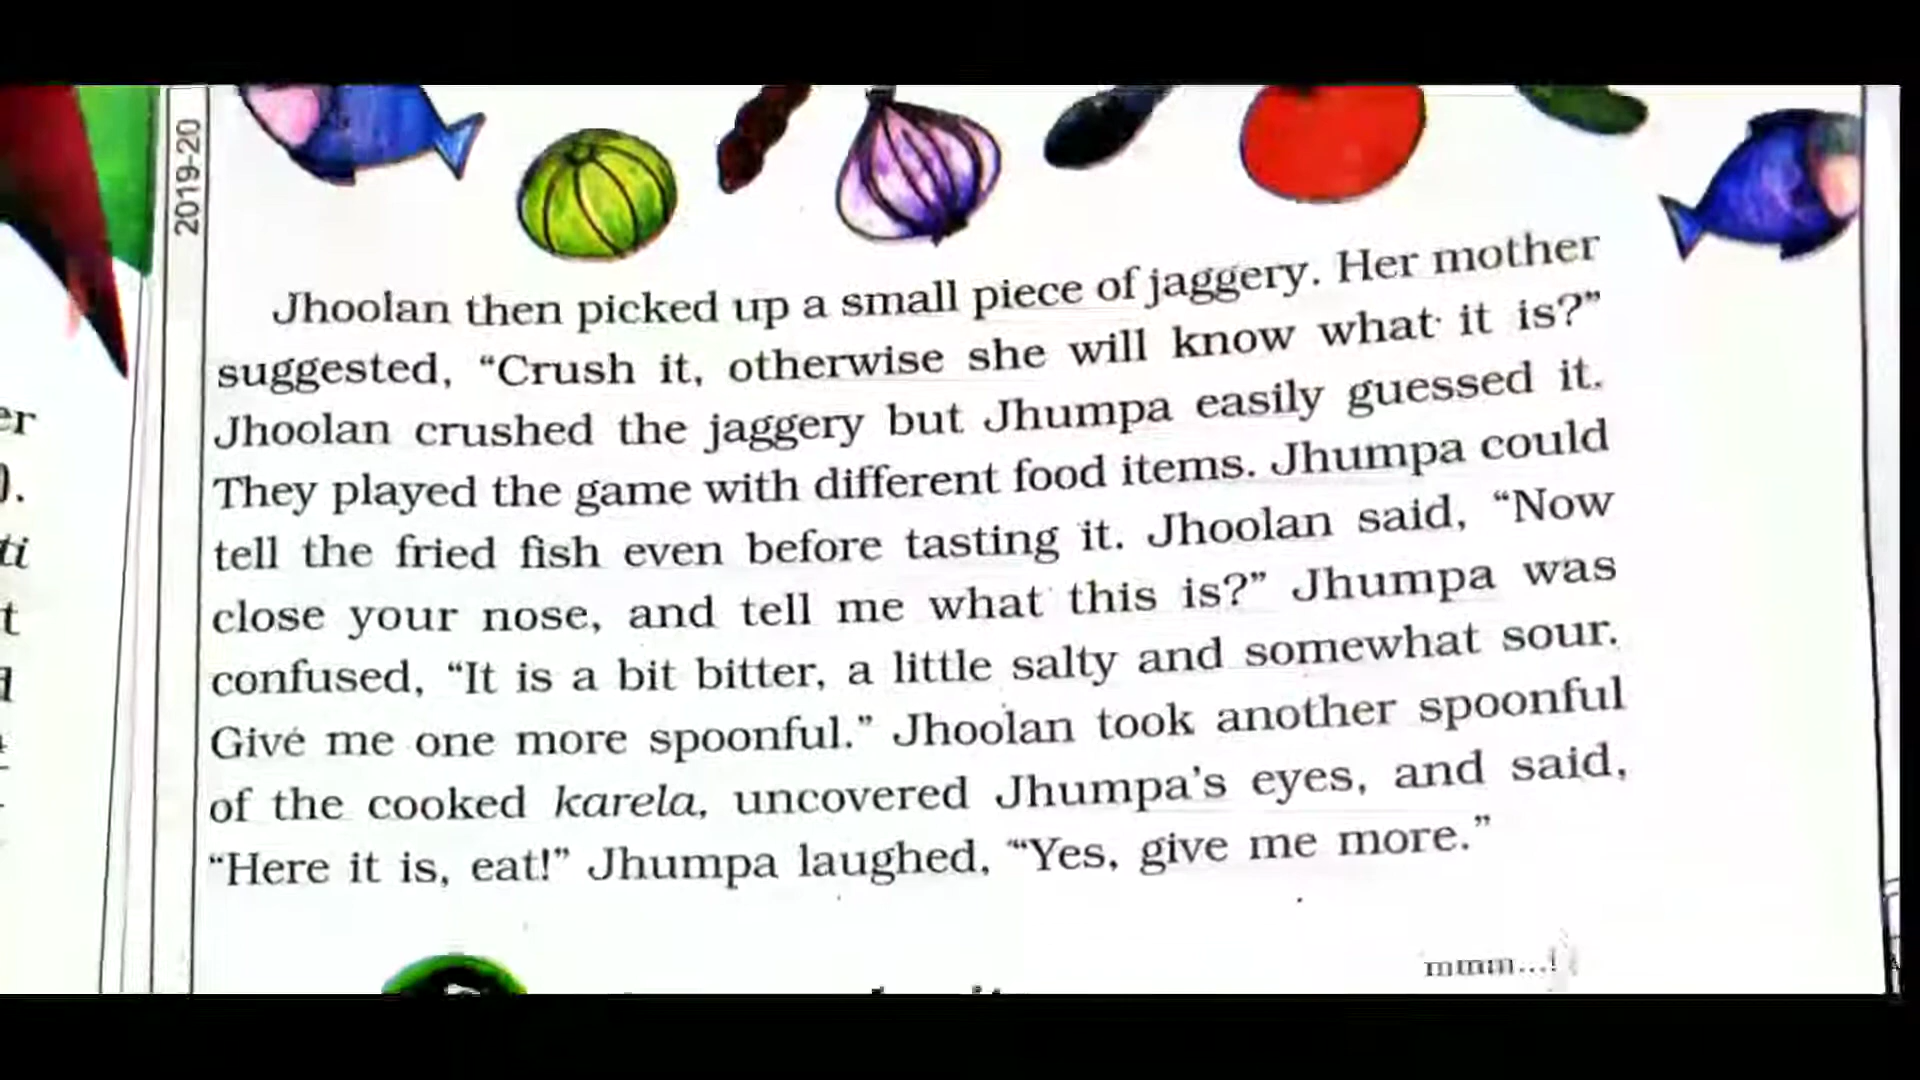 2019-20
Jhoolan then picked up a small piece of jaggery. Her mother
suggested, “Crush it, otherwise she will know what it is?”
Jhoolan crushed the jaggery but Jhumpa easily guessed it.
They played the game with different food items. Jhumpa could
tell the fried fish even before tasting it. Jhoolan said, “Now
close your nose, and tell me what this is?” Jhumpa was
confused, “It is a bit bitter, a little salty and somewhat sour.
Give me one more spoonful.” Jhoolan took another spoonful
of the cooked karela, uncovered Jhumpa's eyes, and said,
“Here it is, eat!” Jhumpa laughed, “Yes, give me more.”
mmm...!